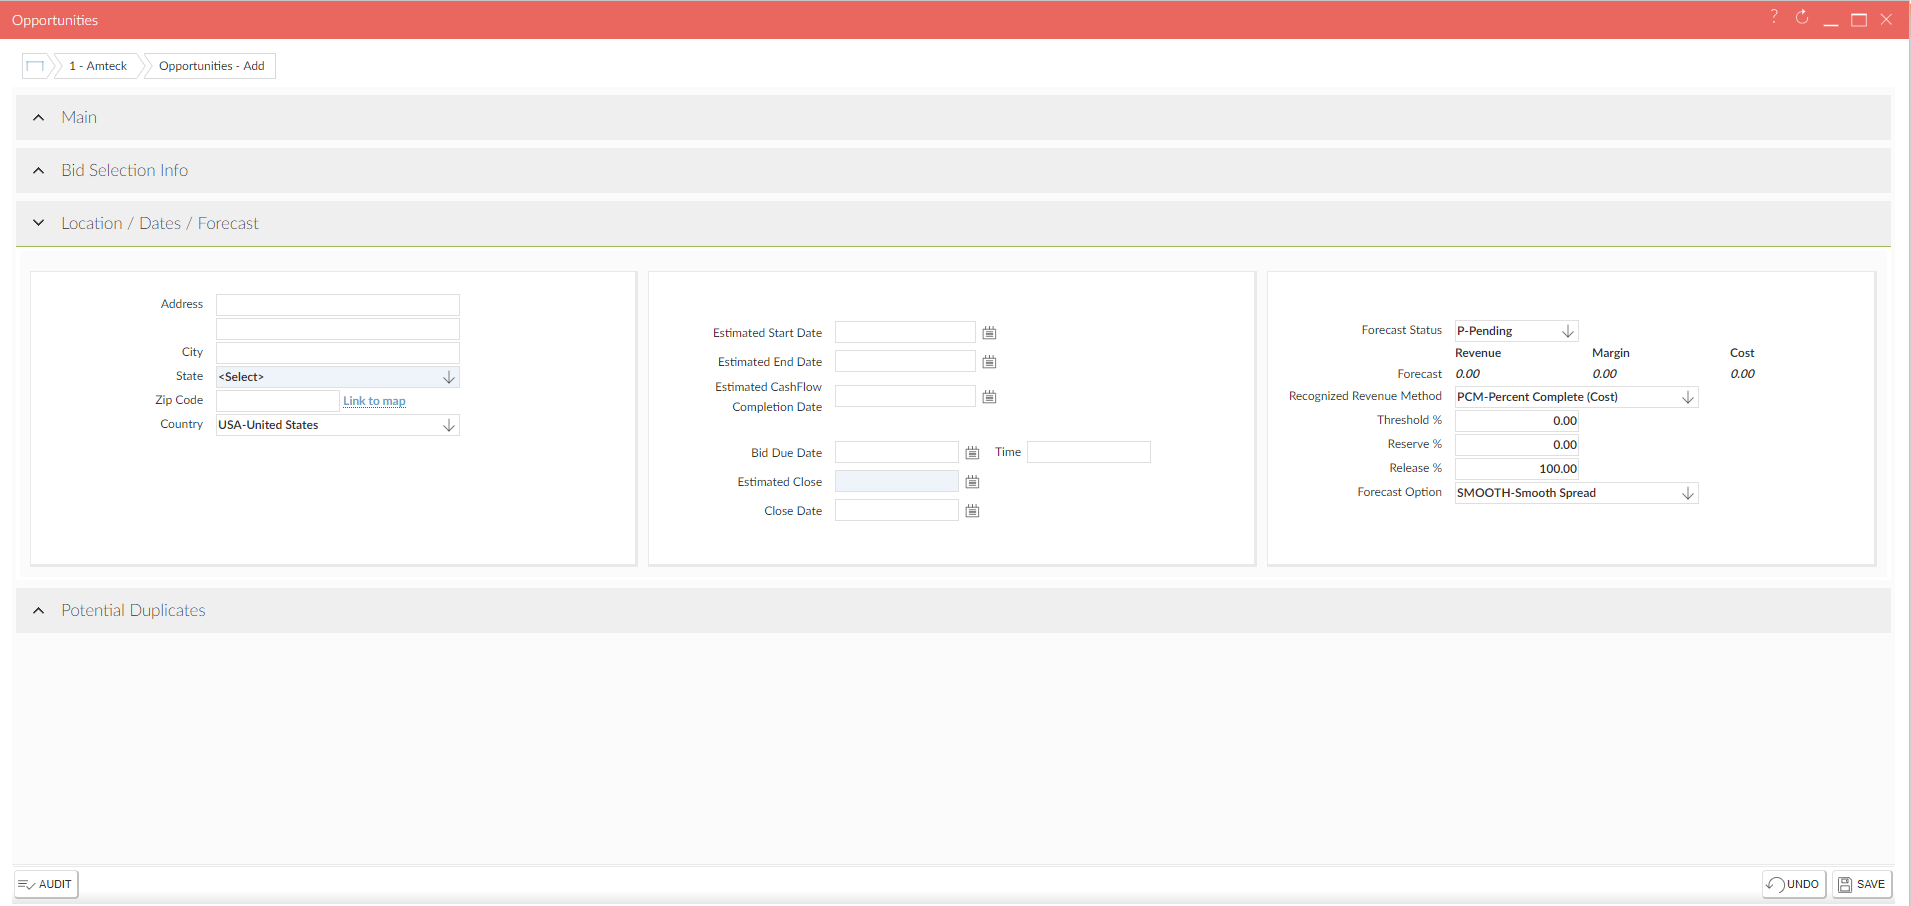 Opportunities
?
1 - Amteck
Opportunities - Add
Main
Bid Selection Info
Location / Dates / Forecast
Address
City
State <Select>
Zip Code Link to map
Country USA-United States
Estimated Start Date
Estimated End Date
Estimated CashFlow
Completion Date
Bid Due Date Time
Estimated Close
Close Date
Forecast Status P-Pending
Revenue Margin Cost
Forecast 0.00 0.00 0.00
Recognized Revenue Method PCM-Percent Complete (Cost)
Threshold % 0.00
Reserve % 0.00
Release % 100.00
Forecast Option SMOOTH-Smooth Spread
Potential Duplicates
AUDIT UNDO SAVE